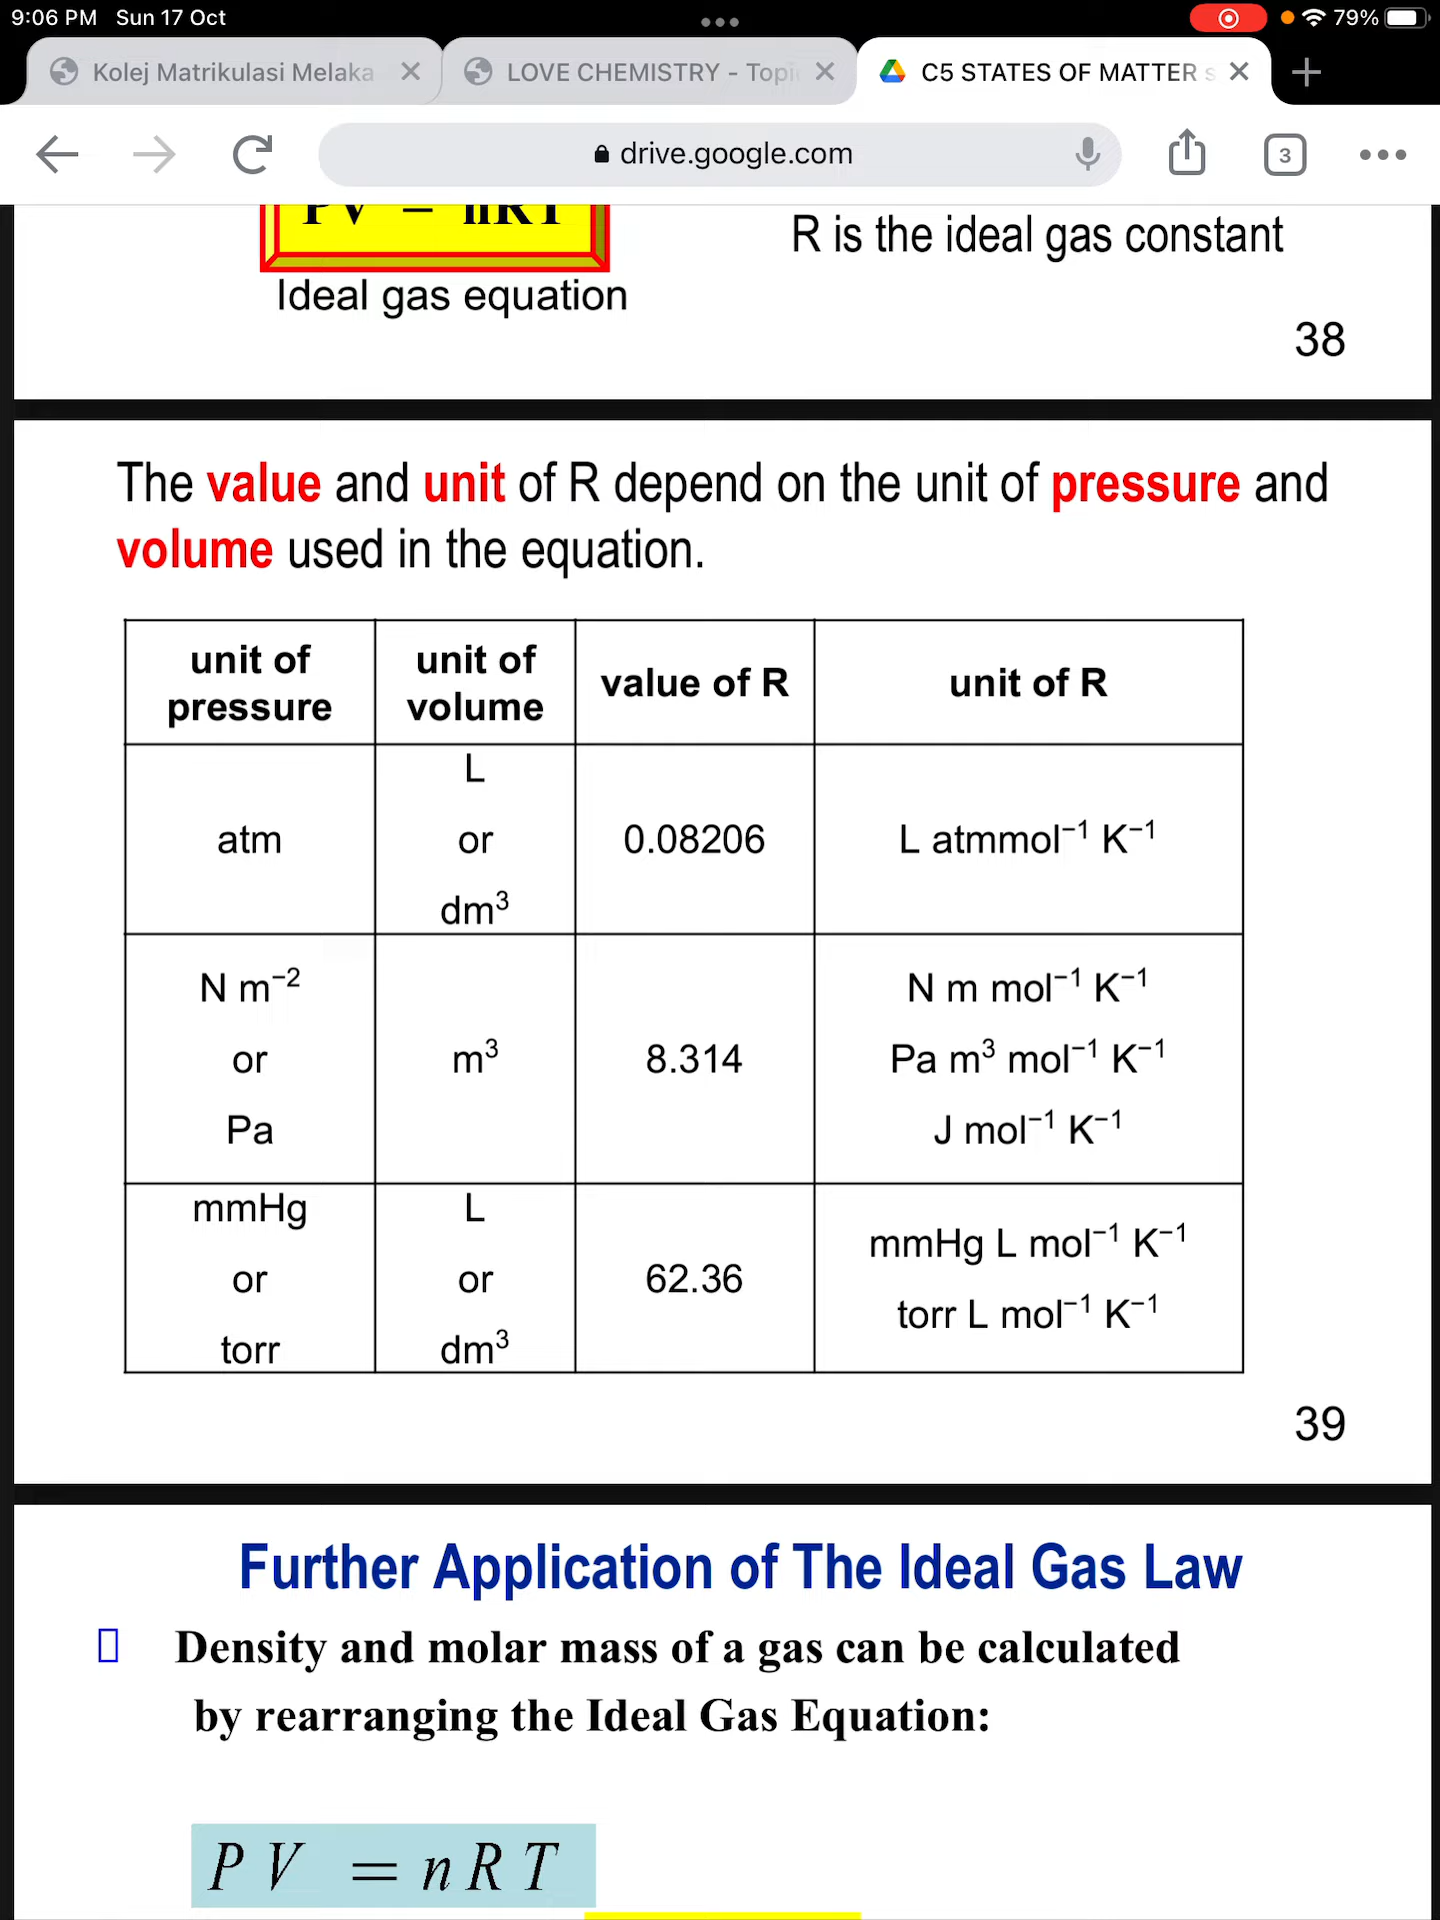 9:06 PM Sun 17 Oct
79%
Kolej Matrikulasi Melaka
LOVE CHEMISTRY - Topi
C5 STATES OF MATTER s
drive.google.com
3
PV = nRT
R is the ideal gas constant
Ideal gas equation
38
The value and unit of R depend on the unit of pressure and
volume used in the equation.
unit of pressure
unit of volume
value of R
unit of R
atm
L
or
dm³
0.08206
L atmmol⁻¹ K⁻¹
N m⁻²
or
Pa
m³
8.314
N m mol⁻¹ K⁻¹
Pa m³ mol⁻¹ K⁻¹
J mol⁻¹ K⁻¹
mmHg
or
torr
L
or
dm³
62.36
mmHg L mol⁻¹ K⁻¹
torr L mol⁻¹ K⁻¹
39
Further Application of The Ideal Gas Law
Density and molar mass of a gas can be calculated
by rearranging the Ideal Gas Equation:
P V = n R T